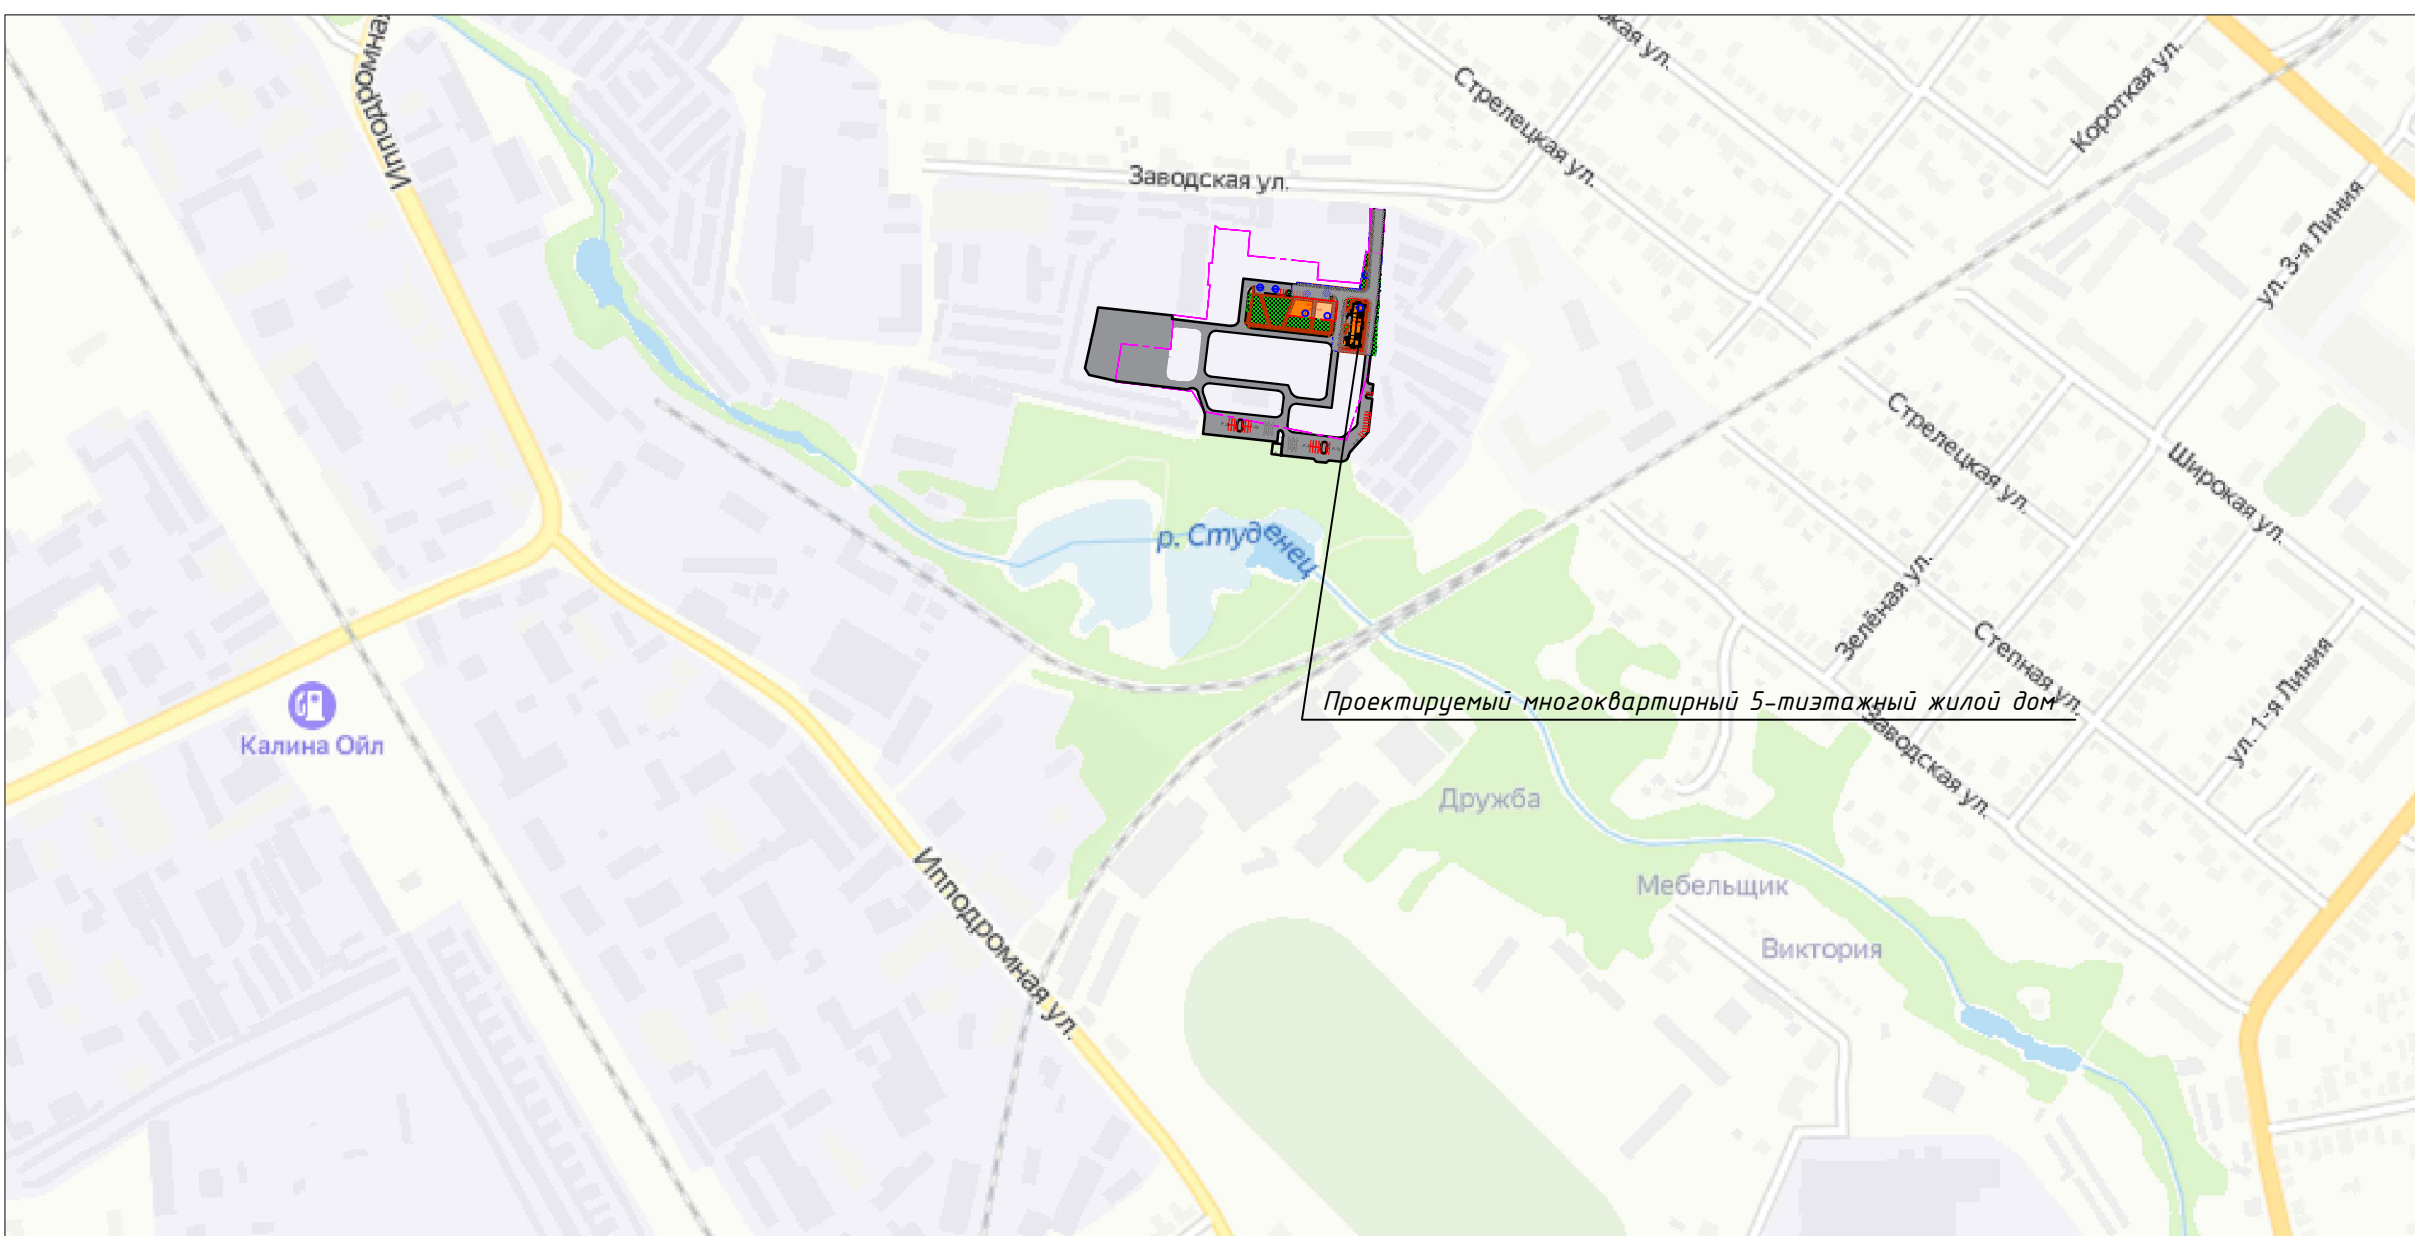 Ипподромная
Стрелецкая ул.
Короткая ул.
Заводская ул.
ул. 3-я Линия
Стрелецкая ул.
Широкая ул.
р. Студенец
Зелёная ул.
Степная ул.
ул. 1-я Линия
Проектируемый многоквартирный 5-тиэтажный жилой дом
Заводская ул.
Калина Ойл
Дружба
Мебельщик
Ипподромная ул.
Виктория